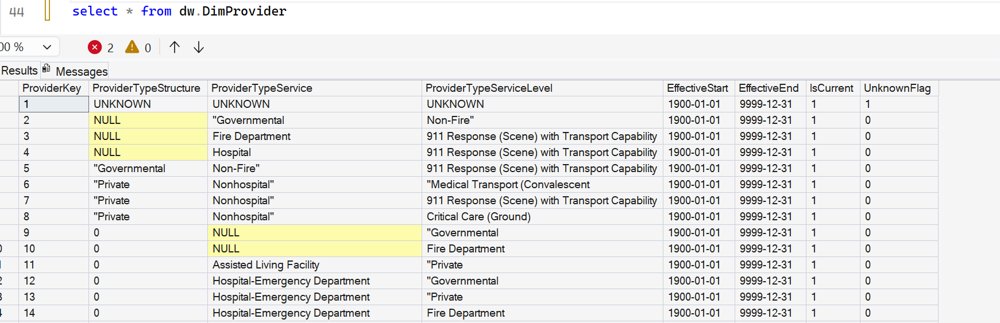 44 select * from dw.DimProvider
00 % 2 0
Results Messages
ProviderKey ProviderTypeStructure ProviderTypeService ProviderTypeServiceLevel EffectiveStart EffectiveEnd IsCurrent UnknownFlag
1 UNKNOWN UNKNOWN UNKNOWN 1900-01-01 9999-12-31 1 1
2 NULL "Governmental Non-Fire" 1900-01-01 9999-12-31 1 0
3 NULL Fire Department 911 Response (Scene) with Transport Capability 1900-01-01 9999-12-31 1 0
4 NULL Hospital 911 Response (Scene) with Transport Capability 1900-01-01 9999-12-31 1 0
5 "Governmental Non-Fire" 911 Response (Scene) with Transport Capability 1900-01-01 9999-12-31 1 0
6 "Private Nonhospital" "Medical Transport (Convalescent 1900-01-01 9999-12-31 1 0
7 "Private Nonhospital" 911 Response (Scene) with Transport Capability 1900-01-01 9999-12-31 1 0
8 "Private Nonhospital" Critical Care (Ground) 1900-01-01 9999-12-31 1 0
9 0 NULL "Governmental 1900-01-01 9999-12-31 1 0
0 10 0 NULL Fire Department 1900-01-01 9999-12-31 1 0
1 11 0 Assisted Living Facility "Private 1900-01-01 9999-12-31 1 0
2 12 0 Hospital-Emergency Department "Governmental 1900-01-01 9999-12-31 1 0
3 13 0 Hospital-Emergency Department "Private 1900-01-01 9999-12-31 1 0
4 14 0 Hospital-Emergency Department Fire Department 1900-01-01 9999-12-31 1 0